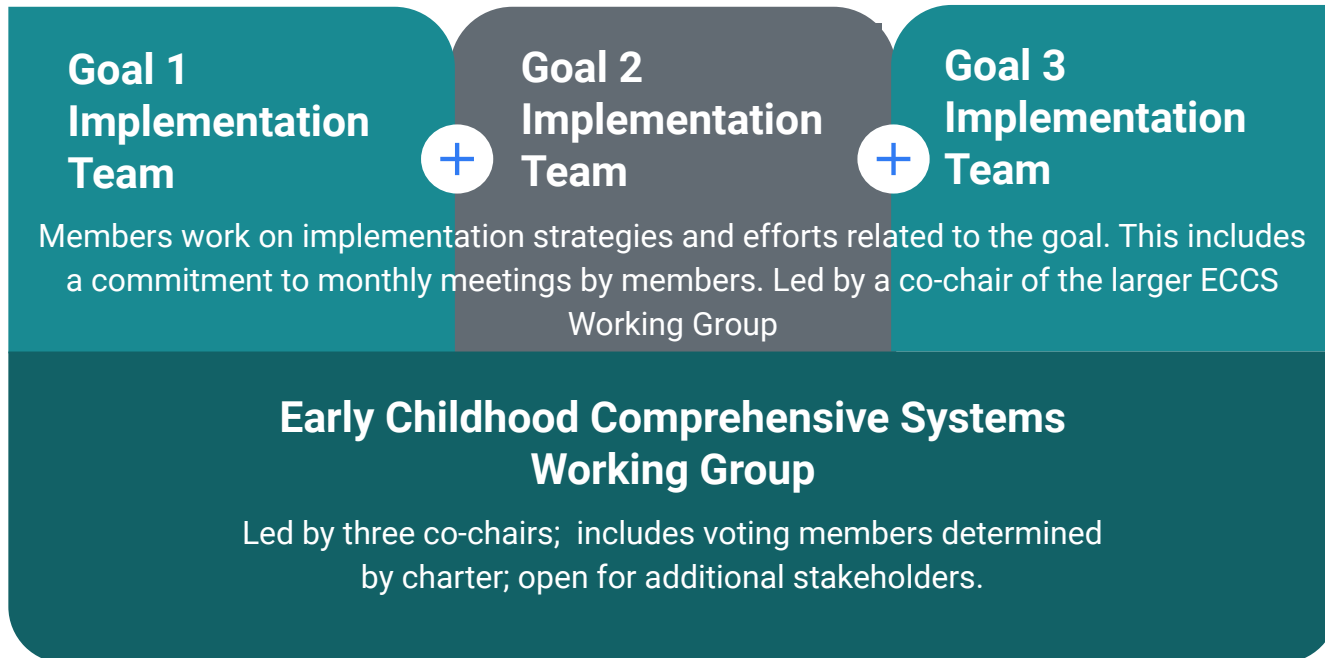 Goal 1
Implementation
Team
Goal 2
Implementation
Team
Goal 3
Implementation
Team
Members work on implementation strategies and efforts related to the goal. This includes
a commitment to monthly meetings by members. Led by a co-chair of the larger ECCS
Working Group
Early Childhood Comprehensive Systems
Working Group
Led by three co-chairs;  includes voting members determined
by charter; open for additional stakeholders.